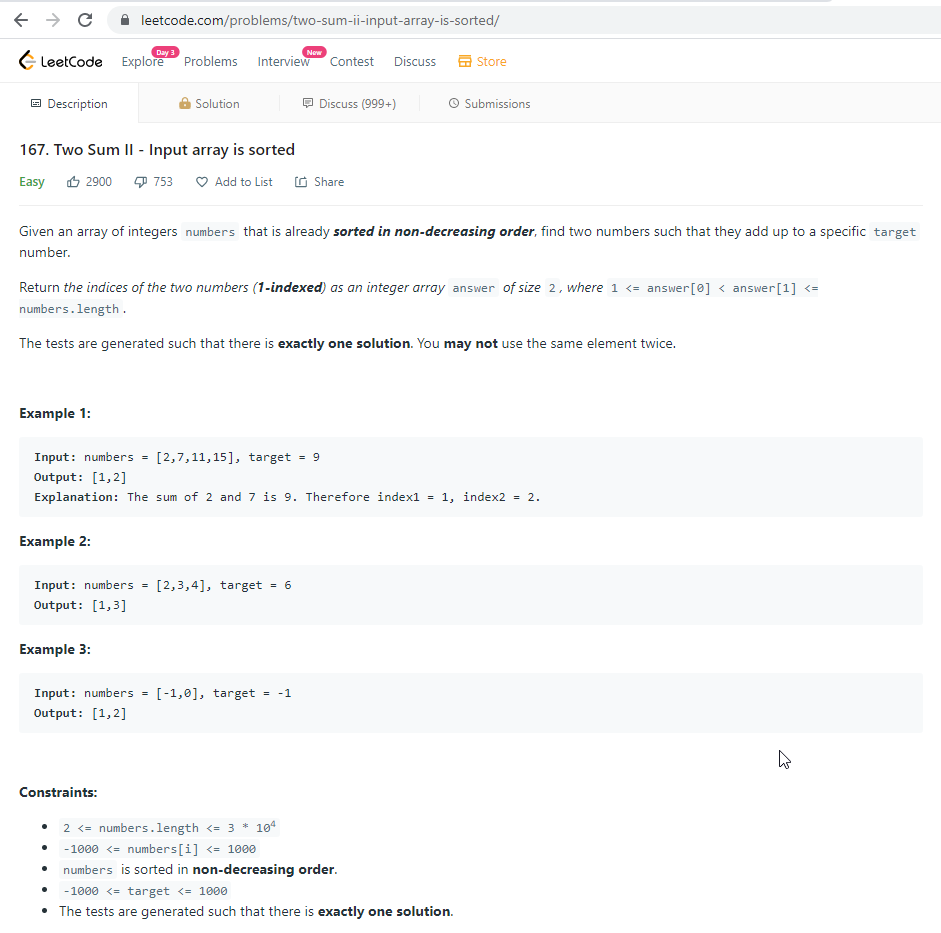 leetcode.com/problems/two-sum-ii-input-array-is-sorted/
LeetCode Explore Day 3 Problems Interview New Contest Discuss Store
Description Solution Discuss (999+) Submissions
167. Two Sum II - Input array is sorted
Easy 2900 753 Add to List Share
Given an array of integers numbers that is already sorted in non-decreasing order, find two numbers such that they add up to a specific target
number.
Return the indices of the two numbers (1-indexed) as an integer array answer of size 2, where 1 <= answer[0] < answer[1] <=
numbers.length.
The tests are generated such that there is exactly one solution. You may not use the same element twice.
Example 1:
Input: numbers = [2,7,11,15], target = 9
Output: [1,2]
Explanation: The sum of 2 and 7 is 9. Therefore index1 = 1, index2 = 2.
Example 2:
Input: numbers = [2,3,4], target = 6
Output: [1,3]
Example 3:
Input: numbers = [-1,0], target = -1
Output: [1,2]
Constraints:
• 2 <= numbers.length <= 3 * 10⁴
• -1000 <= numbers[i] <= 1000
• numbers is sorted in non-decreasing order.
• -1000 <= target <= 1000
• The tests are generated such that there is exactly one solution.